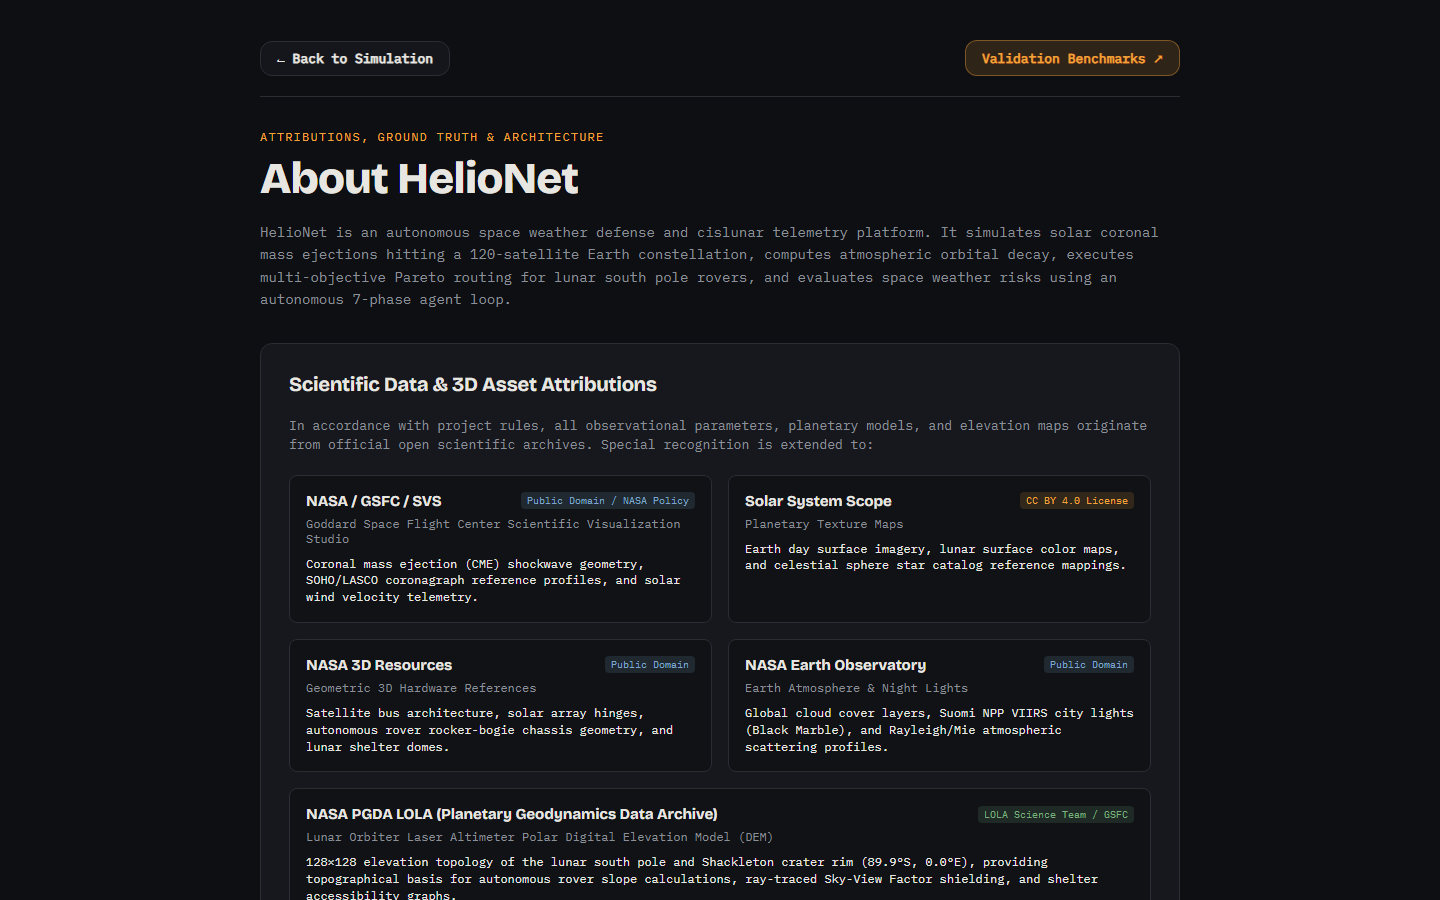 ← Back to Simulation
Validation Benchmarks ↗
ATTRIBUTIONS, GROUND TRUTH & ARCHITECTURE
About HelioNet
HelioNet is an autonomous space weather defense and cislunar telemetry platform. It simulates solar coronal
mass ejections hitting a 120-satellite Earth constellation, computes atmospheric orbital decay, executes
multi-objective Pareto routing for lunar south pole rovers, and evaluates space weather risks using an
autonomous 7-phase agent loop.
Scientific Data & 3D Asset Attributions
In accordance with project rules, all observational parameters, planetary models, and elevation maps originate
from official open scientific archives. Special recognition is extended to:
NASA / GSFC / SVS
Public Domain / NASA Policy
Goddard Space Flight Center Scientific Visualization
Studio
Coronal mass ejection (CME) shockwave geometry,
SOHO/LASCO coronagraph reference profiles, and solar
wind velocity telemetry.
Solar System Scope
CC BY 4.0 License
Planetary Texture Maps
Earth day surface imagery, lunar surface color maps,
and celestial sphere star catalog reference mappings.
NASA 3D Resources
Public Domain
Geometric 3D Hardware References
Satellite bus architecture, solar array hinges,
autonomous rover rocker-bogie chassis geometry, and
lunar shelter domes.
NASA Earth Observatory
Public Domain
Earth Atmosphere & Night Lights
Global cloud cover layers, Suomi NPP VIIRS city lights
(Black Marble), and Rayleigh/Mie atmospheric
scattering profiles.
NASA PGDA LOLA (Planetary Geodynamics Data Archive)
LOLA Science Team / GSFC
Lunar Orbiter Laser Altimeter Polar Digital Elevation Model (DEM)
128×128 elevation topology of the lunar south pole and Shackleton crater rim (89.9°S, 0.0°E), providing
topographical basis for autonomous rover slope calculations, ray-traced Sky-View Factor shielding, and shelter
accessibility graphs.